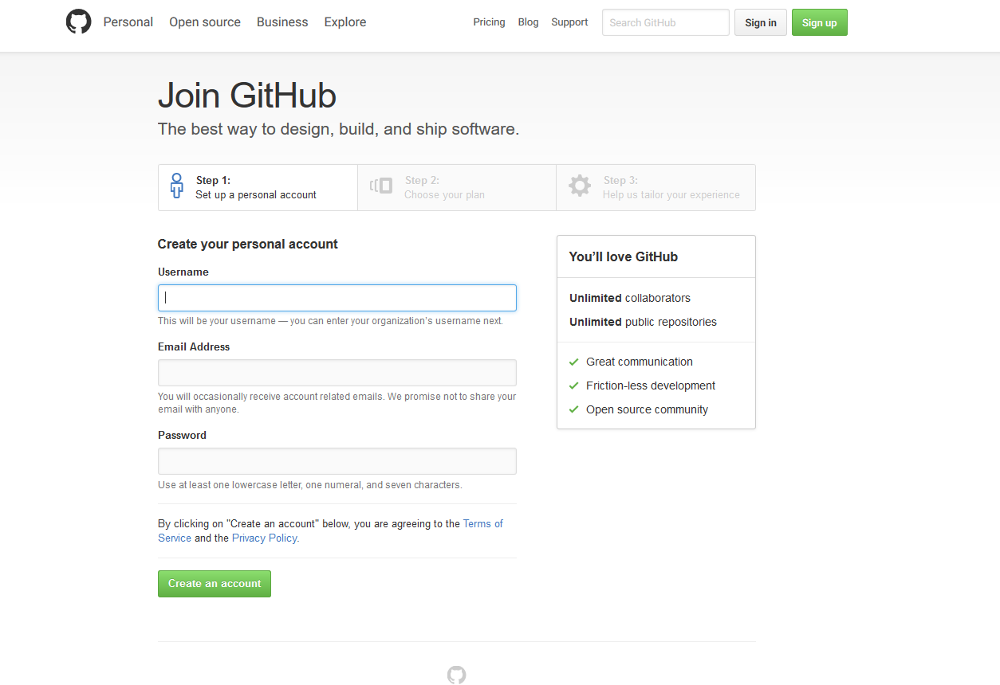 Personal Open source Business Explore Pricing Blog Support Search GitHub Sign in Sign up
Join GitHub
The best way to design, build, and ship software.
Step 1:
Set up a personal account
Step 2:
Choose your plan
Step 3:
Help us tailor your experience
Create your personal account
Username
This will be your username — you can enter your organization's username next.
Email Address
You will occasionally receive account related emails. We promise not to share your
email with anyone.
Password
Use at least one lowercase letter, one numeral, and seven characters.
By clicking on "Create an account" below, you are agreeing to the Terms of
Service and the Privacy Policy.
Create an account
You’ll love GitHub
Unlimited collaborators
Unlimited public repositories
Great communication
Friction-less development
Open source community